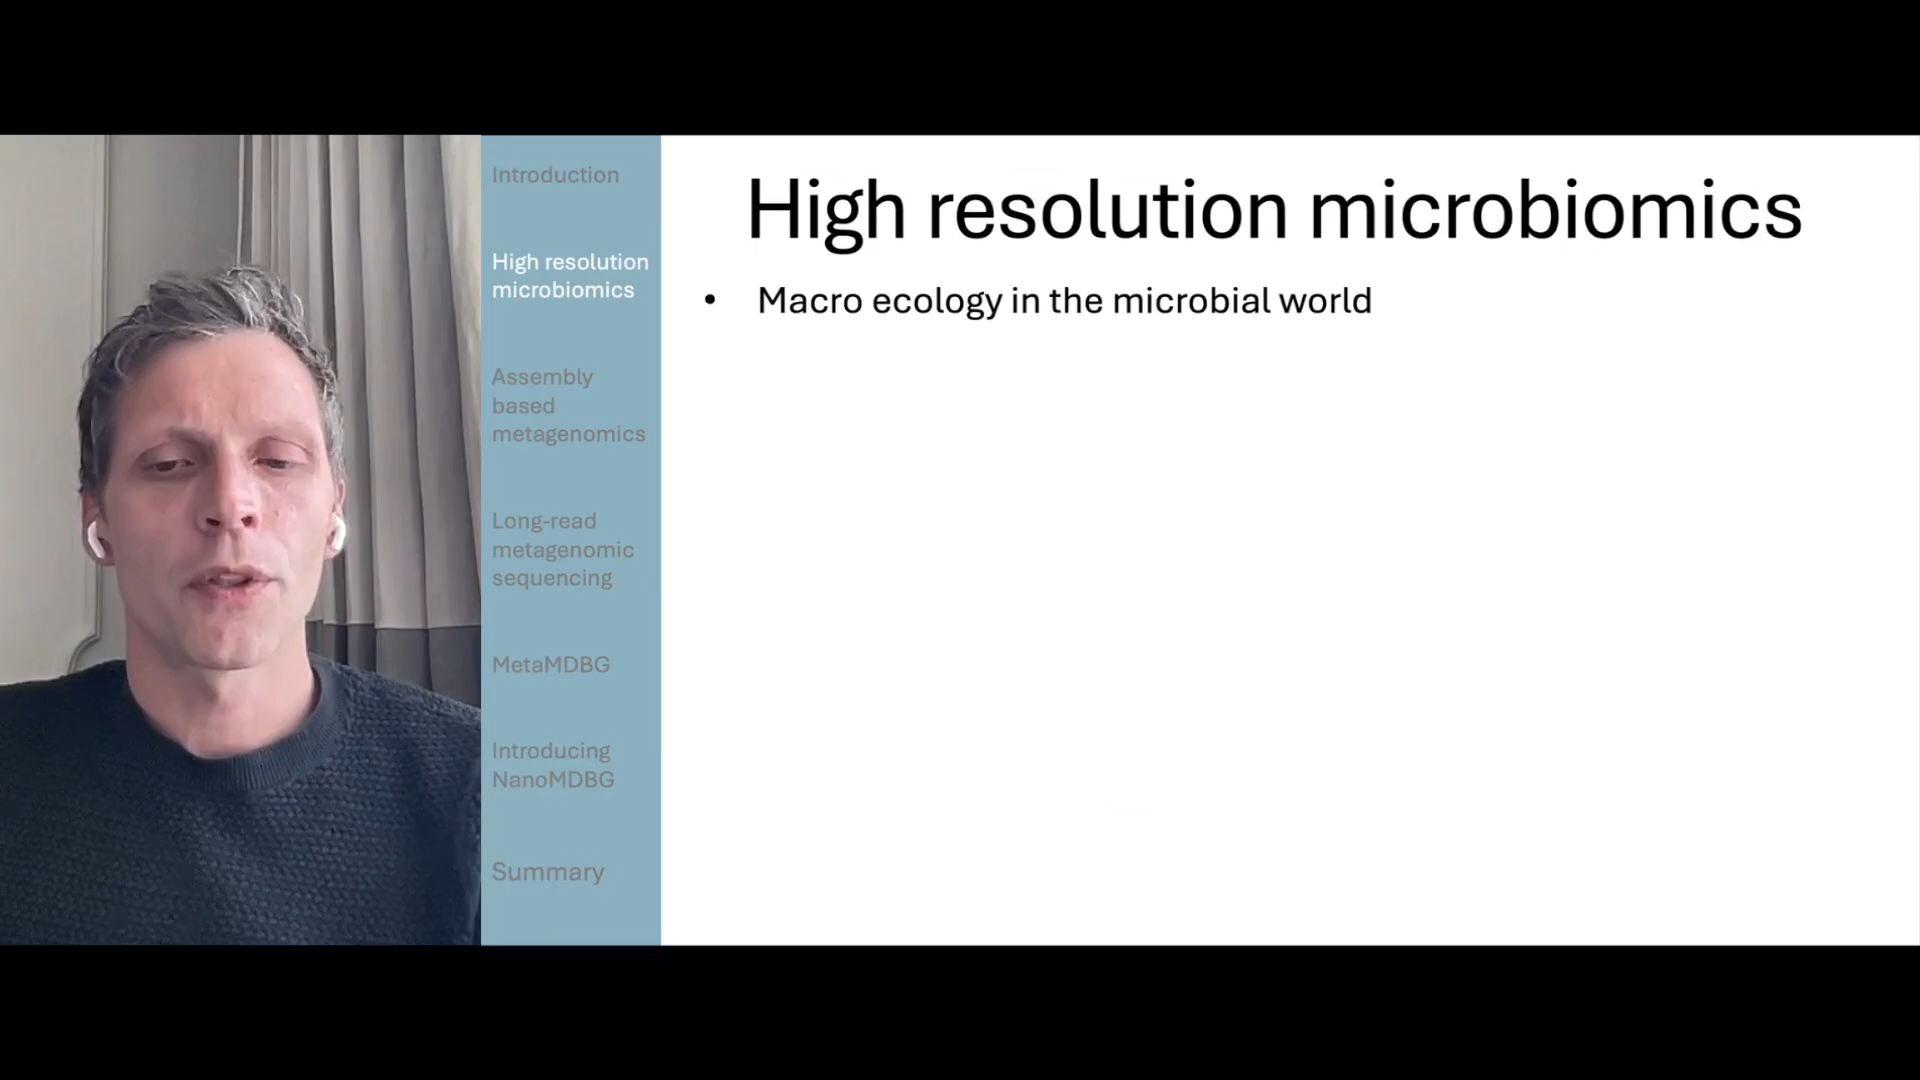 Introduction
High resolution
microbiomics
Assembly
based
metagenomics
Long-read
metagenomic
sequencing
MetaMDBG
Introducing
NanoMDBG
Summary
High resolution microbiomics
• Macro ecology in the microbial world